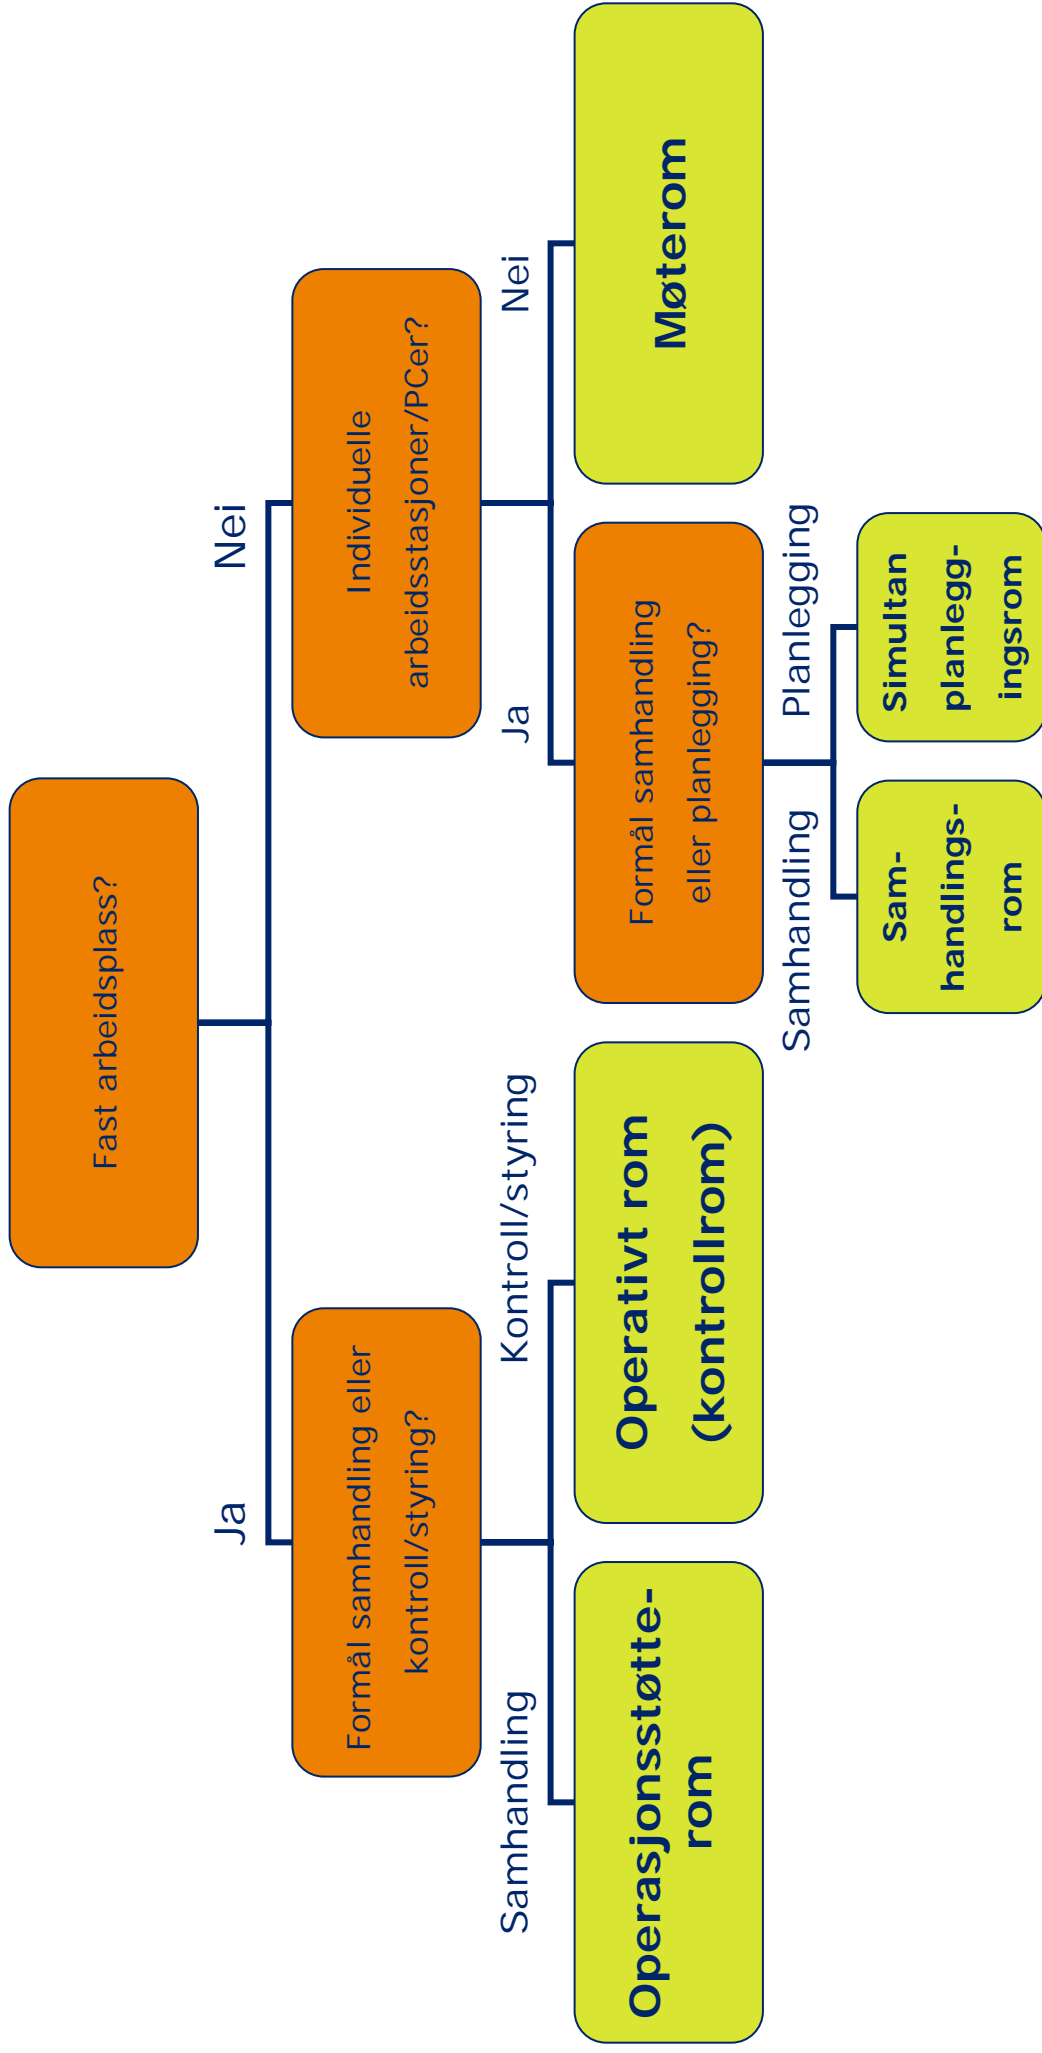 Fast arbeidsplass?
Ja
Nei
Formål samhandling eller
kontroll/styring?
Individuelle
arbeidsstasjoner/PCer?
Samhandling
Kontroll/styring
Ja
Nei
Operasjonsstøtte-
rom
Operativt rom
(kontrollrom)
Formål samhandling
eller planlegging?
Møterom
Samhandling
Planlegging
Sam-
handlings-
rom
Simultan
planlegg-
ingsrom